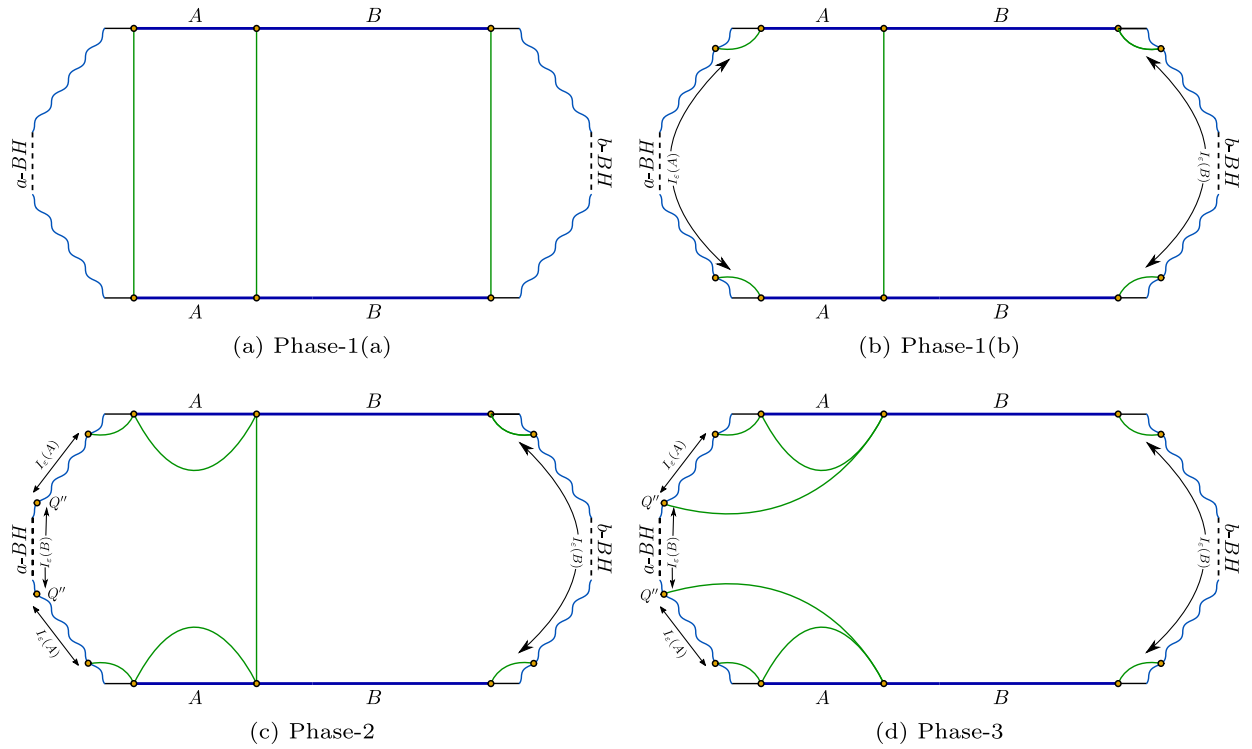 A B
a-BH
b-BH
A B
(a) Phase-1(a)
A B
a-BH
I_ε(A)
I_ε(B)
b-BH
A B
(b) Phase-1(b)
A B
I_ε(A)
Q″
a-BH
I_ε̃(B)
I_ε̃(B)
b-BH
Q″
I_ε(A)
A B
(c) Phase-2
A B
I_ε(A)
Q″
a-BH
I_ε̃(B)
I_ε̃(B)
b-BH
Q″
I_ε(A)
A B
(d) Phase-3